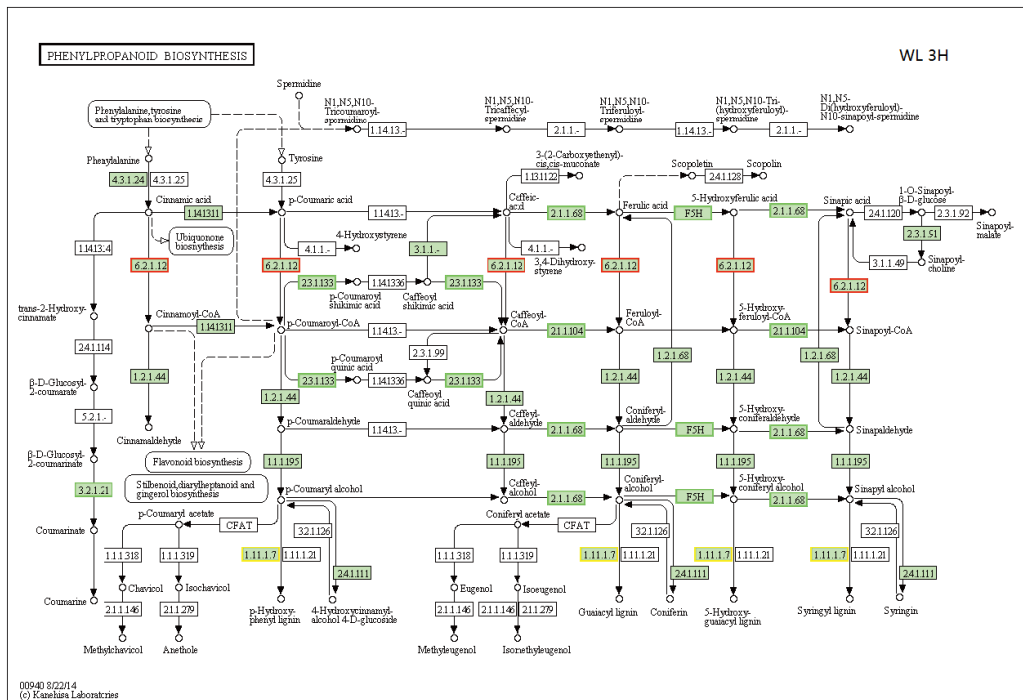 WL 3H
PHENYLPROPANOID BIOSYNTHESIS
Spermidine
Phenylalanine, tyrosine
and tryptophan biosynthesis
N1,N5,N10-
Tricoumaroyl-
spermidine
1.14.13.-
N1,N5,N10-
Tricaffeoyl-
spermidine
2.1.1.-
N1,N5,N10-
Triferuloyl-
spermidine
1.14.13.-
N1,N5,N10-Tri-
(hydroxyferuloyl)-
spermidine
2.1.1.-
N1,N5-
Di(hydroxyferuloyl)-
N10-sinapoyl-spermidine
Phenylalanine
Tyrosine
3-(2-Carboxyethenyl)-
cis,cis-muconate
1.13.11.22
Scopoletin
2.4.1.128
Scopolin
4.3.1.24
4.3.1.25
4.3.1.25
Cinnamic acid
1.14.13.11
p-Coumaric acid
1.14.13.-
Caffeic
acid
2.1.1.68
Ferulic acid
F5H
5-Hydroxyferulic acid
2.1.1.68
Sinapic acid
2.4.1.120
1-O-Sinapoyl-
β-D-glucose
2.3.1.92
Sinapoyl-
malate
2.3.1.91
3.1.1.49
Sinapoyl-
choline
1.14.13.14
Ubiquonone
biosnythesis
4.1.1.-
4-Hydroxystyrene
3.1.1.-
4.1.1.-
3,4-Dihydroxy-
styrene
6.2.1.12
6.2.1.12
6.2.1.12
6.2.1.12
6.2.1.12
6.2.1.12
2.3.1.133
p-Coumaroyl
shikimic acid
1.14.13.36
Caffeoyl
shikimic acid
2.3.1.133
trans-2-Hydroxy-
cinnamate
Cinnamoyl-CoA
1.14.13.11
p-Coumaroyl-CoA
1.14.13.-
Caffeoyl-
CoA
2.1.1.104
Feruloyl-
CoA
5-Hydroxy-
feruloyl-CoA
2.1.1.104
Sinapoyl-CoA
2.4.1.114
2.3.1.99
1.2.1.68
1.2.1.68
1.2.1.44
p-Coumaroyl
quinic acid
2.3.1.133
1.14.13.36
Caffeoyl
quinic acid
2.3.1.133
1.2.1.44
1.2.1.44
1.2.1.44
1.2.1.44
1.2.1.44
β-D-Glucosyl-
2-coumarate
5.2.1.-
Cinnamaldehyde
p-Coumaraldehyde
1.14.13.-
Caffeyl-
aldehyde
2.1.1.68
Coniferyl-
aldehyde
F5H
5-Hydroxy-
coniferaldehyde
2.1.1.68
Sinapaldehyde
β-D-Glucosyl-
2-coumarinate
Flavonoid biosynthesis
Stilbenoid,diarylheptanoid and
gingerol biosynthesis
1.1.1.195
1.1.1.195
1.1.1.195
1.1.1.195
1.1.1.195
3.2.1.21
p-Coumaryl alcohol
Caffeyl-
alcohol
2.1.1.68
Coniferyl-
alcohol
F5H
5-Hydroxy-
coniferyl alcohol
2.1.1.68
Sinapyl alcohol
Coumarinate
p-Coumaryl acetate
CFAT
Coniferyl acetate
CFAT
3.2.1.126
3.2.1.126
3.2.1.126
1.1.1.318
1.1.1.319
1.11.1.7
1.11.1.21
2.4.1.111
1.1.1.318
1.1.1.319
1.11.1.7
1.11.1.21
2.4.1.111
1.11.1.7
1.11.1.21
1.11.1.7
1.11.1.21
2.4.1.111
Coumarine
Chavicol
Isochavicol
Eugenol
Isoeugenol
2.1.1.146
2.1.1.279
p-Hydroxy-
phenyl lignin
4-Hydroxycinnamyl-
alcohol 4-D-glucoside
2.1.1.146
2.1.1.146
2.1.1.279
Guaiacyl lignin
Coniferin
5-Hydroxy-
guaiacyl lignin
Syringyl lignin
Syringin
Methylchavicol
Anethole
Methyleugenol
Isomethyleugenol
00940 8/22/14
(c) Kanehisa Laboratories